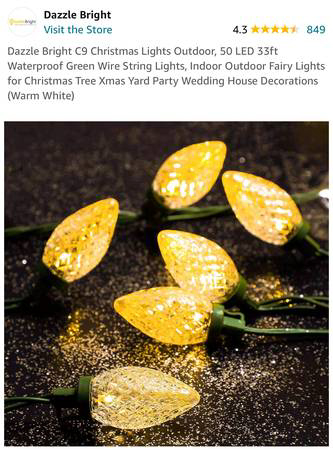 Dazzle Bright
Visit the Store
4.3
849
Dazzle Bright C9 Christmas Lights Outdoor, 50 LED 33ft
Waterproof Green Wire String Lights, Indoor Outdoor Fairy Lights
for Christmas Tree Xmas Yard Party Wedding House Decorations
(Warm White)